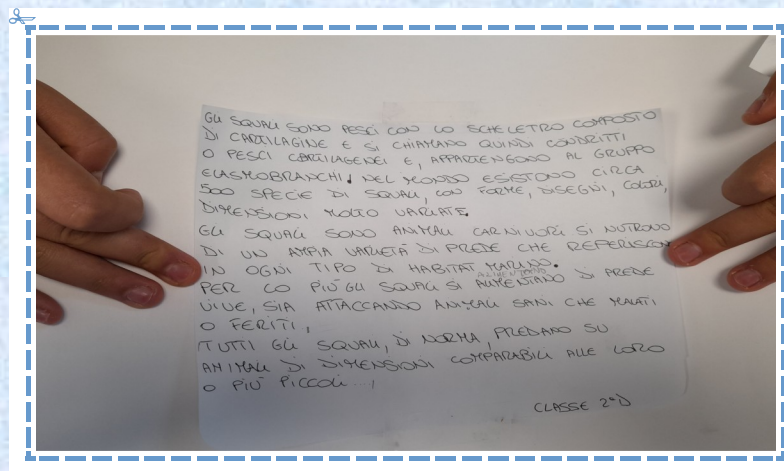 GLI SQUALI SONO PESCI CON LO SCHELETRO COMPOSTO
DI CARTILAGINE E SI CHIAMANO QUINDI CONDRITTI
O PESCI CARTILAGENEI E, APPARTENGONO AL GRUPPO
ELASMOBRANCHI. NEL MONDO ESISTONO CIRCA
500 SPECIE DI SQUALI, CON FORME, DISEGNI, COLORI,
DIMENSIONI MOLTO VARIATE.
GLI SQUALI SONO ANIMALI CARNIVORI SI NUTRONO
DI UN AMPIA VARIETÀ DI PREDE CHE REPERISCONO
IN OGNI TIPO DI HABITAT MARINO.
ALIMENTANO
PER LO PIÙ GLI SQUALI SI ALIMENTANO DI PREDE
VIVE, SIA ATTACCANDO ANIMALI SANI CHE MALATI
O FERITI,
TUTTI GLI SQUALI, DI NORMA, PREDANO SU
ANIMALI DI DIMENSIONI COMPARABILI ALLE LORO
O PIÙ PICCOLI...,
CLASSE 2°D